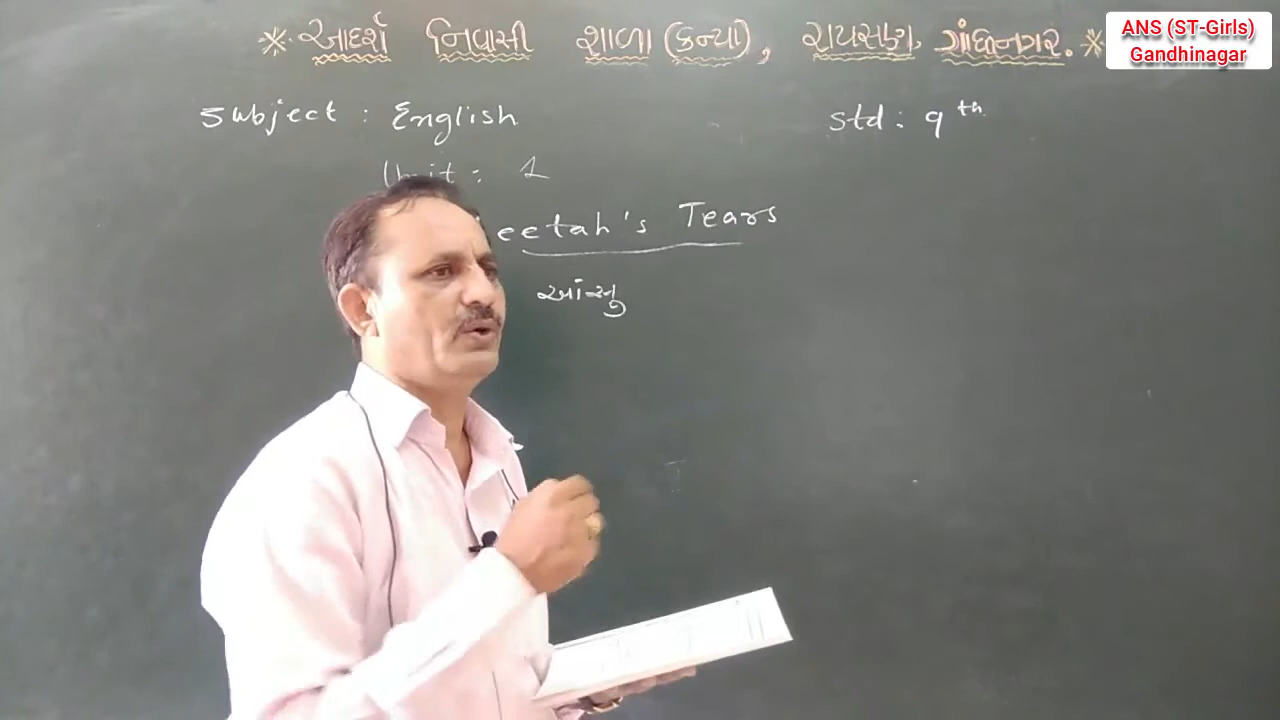 * આદર્શ નિવાસી શાળા (કન્યા), રાયસણ, ગાંધીનગર. *
ANS (ST-Girls)
Gandhinagar
Subject : English
Std : 9th
Unit : 1
eetah's Tears
આંસુ